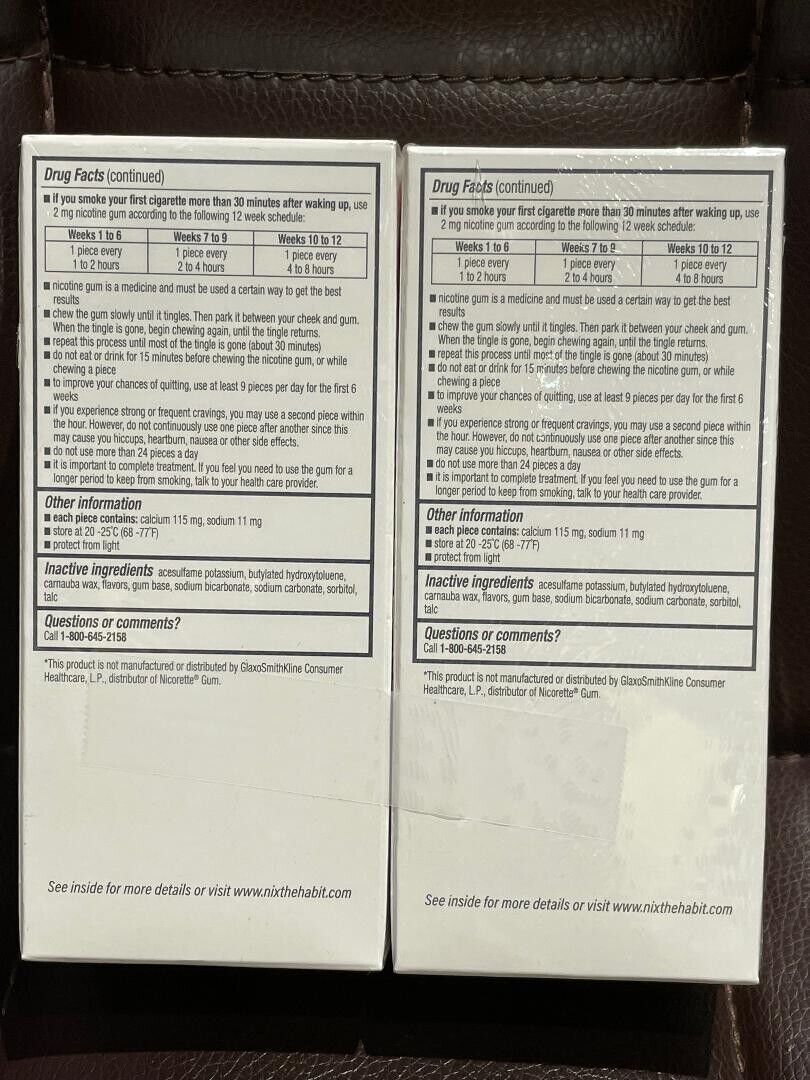 Drug Facts (continued)
■ if you smoke your first cigarette more than 30 minutes after waking up, use
2 mg nicotine gum according to the following 12 week schedule:
Weeks 1 to 6 Weeks 7 to 9 Weeks 10 to 12
1 piece every 1 piece every 1 piece every
1 to 2 hours 2 to 4 hours 4 to 8 hours
■ nicotine gum is a medicine and must be used a certain way to get the best
results
■ chew the gum slowly until it tingles. Then park it between your cheek and gum.
When the tingle is gone, begin chewing again, until the tingle returns.
■ repeat this process until most of the tingle is gone (about 30 minutes)
■ do not eat or drink for 15 minutes before chewing the nicotine gum, or while
chewing a piece
■ to improve your chances of quitting, use at least 9 pieces per day for the first 6
weeks
■ if you experience strong or frequent cravings, you may use a second piece within
the hour. However, do not continuously use one piece after another since this
may cause you hiccups, heartburn, nausea or other side effects.
■ do not use more than 24 pieces a day
■ it is important to complete treatment. If you feel you need to use the gum for a
longer period to keep from smoking, talk to your health care provider.
Other information
■ each piece contains: calcium 115 mg, sodium 11 mg
■ store at 20 -25°C (68 -77°F)
■ protect from light
Inactive ingredients acesulfame potassium, butylated hydroxytoluene,
carnauba wax, flavors, gum base, sodium bicarbonate, sodium carbonate, sorbitol,
talc
Questions or comments?
Call 1-800-645-2158
*This product is not manufactured or distributed by GlaxoSmithKline Consumer
Healthcare, L.P., distributor of Nicorette® Gum.
See inside for more details or visit www.nixthehabit.com
Drug Facts (continued)
■ if you smoke your first cigarette more than 30 minutes after waking up, use
2 mg nicotine gum according to the following 12 week schedule:
Weeks 1 to 6 Weeks 7 to 9 Weeks 10 to 12
1 piece every 1 piece every 1 piece every
1 to 2 hours 2 to 4 hours 4 to 8 hours
■ nicotine gum is a medicine and must be used a certain way to get the best
results
■ chew the gum slowly until it tingles. Then park it between your cheek and gum.
When the tingle is gone, begin chewing again, until the tingle returns.
■ repeat this process until most of the tingle is gone (about 30 minutes)
■ do not eat or drink for 15 minutes before chewing the nicotine gum, or while
chewing a piece
■ to improve your chances of quitting, use at least 9 pieces per day for the first 6
weeks
■ if you experience strong or frequent cravings, you may use a second piece within
the hour. However, do not continuously use one piece after another since this
may cause you hiccups, heartburn, nausea or other side effects.
■ do not use more than 24 pieces a day
■ it is important to complete treatment. If you feel you need to use the gum for a
longer period to keep from smoking, talk to your health care provider.
Other information
■ each piece contains: calcium 115 mg, sodium 11 mg
■ store at 20 -25°C (68 -77°F)
■ protect from light
Inactive ingredients acesulfame potassium, butylated hydroxytoluene,
carnauba wax, flavors, gum base, sodium bicarbonate, sodium carbonate, sorbitol,
talc
Questions or comments?
Call 1-800-645-2158
*This product is not manufactured or distributed by GlaxoSmithKline Consumer
Healthcare, L.P., distributor of Nicorette® Gum.
See inside for more details or visit www.nixthehabit.com